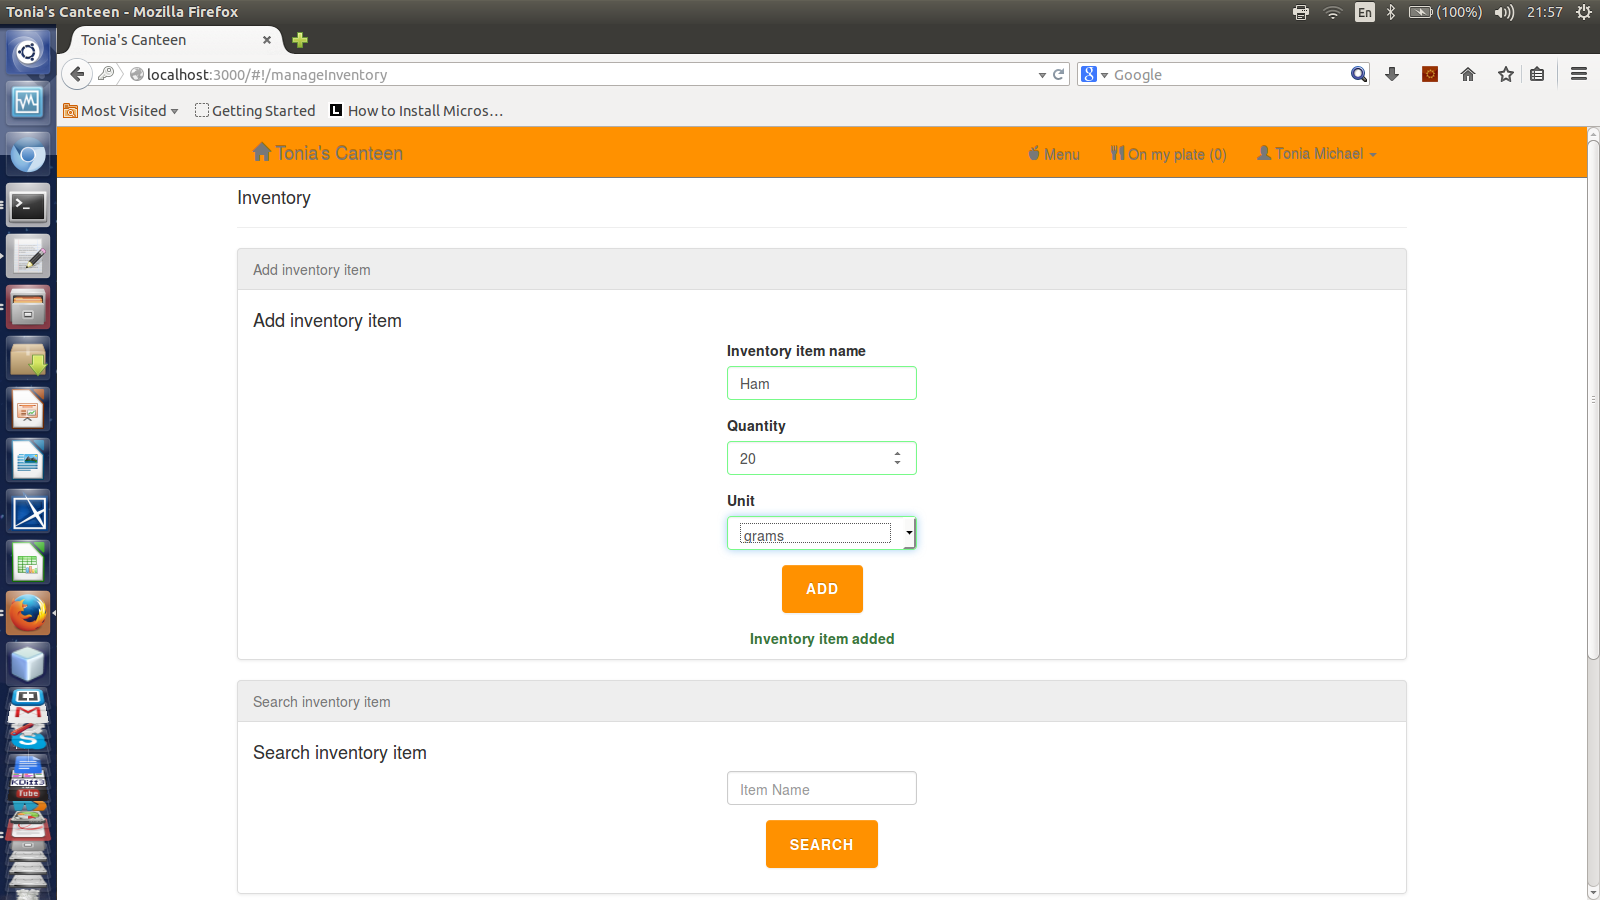 Tonia's Canteen - Mozilla Firefox
En
(100%)
21:57
Tonia's Canteen
localhost:3000/#!/manageInventory
Google
Most Visited
Getting Started
How to Install Micros...
Tonia's Canteen
Menu
On my plate (0)
Tonia Michael
Inventory
Add inventory item
Add inventory item
Inventory item name
Ham
Quantity
20
Unit
grams
ADD
Inventory item added
Search inventory item
Search inventory item
Item Name
SEARCH
KDiff3
Tube